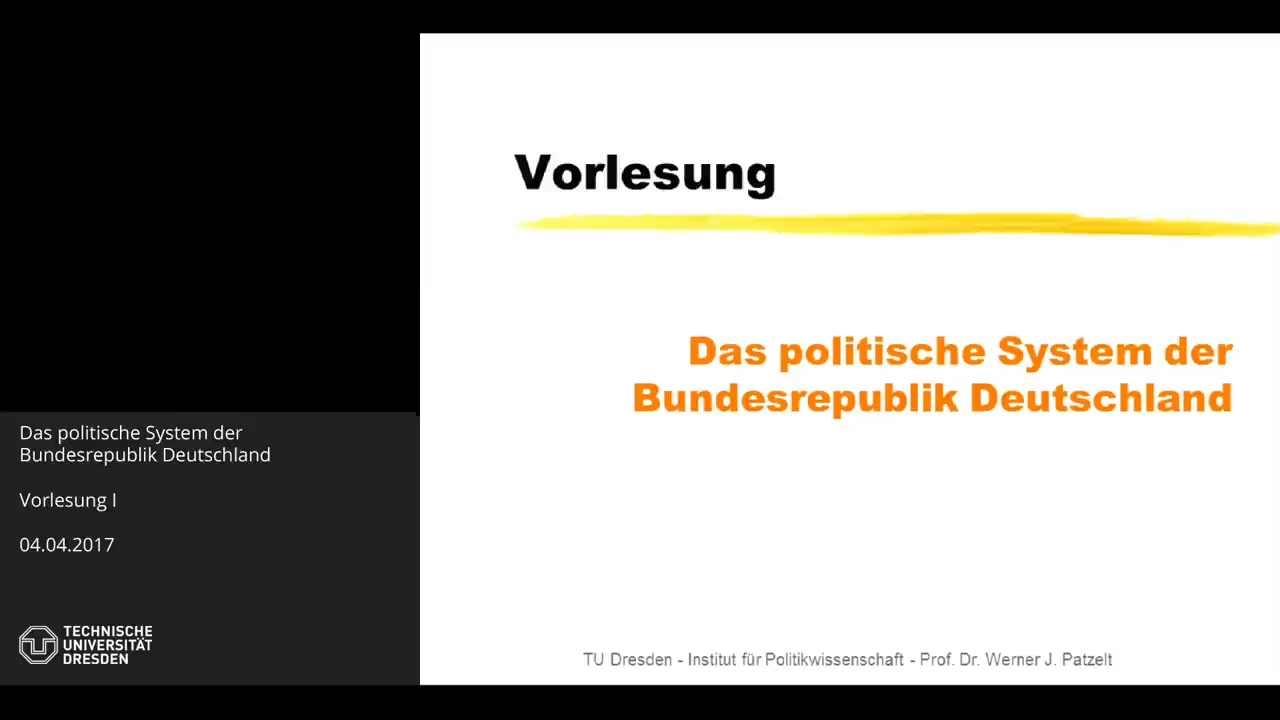 Vorlesung
Das politische System der
Bundesrepublik Deutschland
TU Dresden - Institut für Politikwissenschaft - Prof. Dr. Werner J. Patzelt
Das politische System der
Bundesrepublik Deutschland
Vorlesung I
04.04.2017
TECHNISCHE
UNIVERSITÄT
DRESDEN